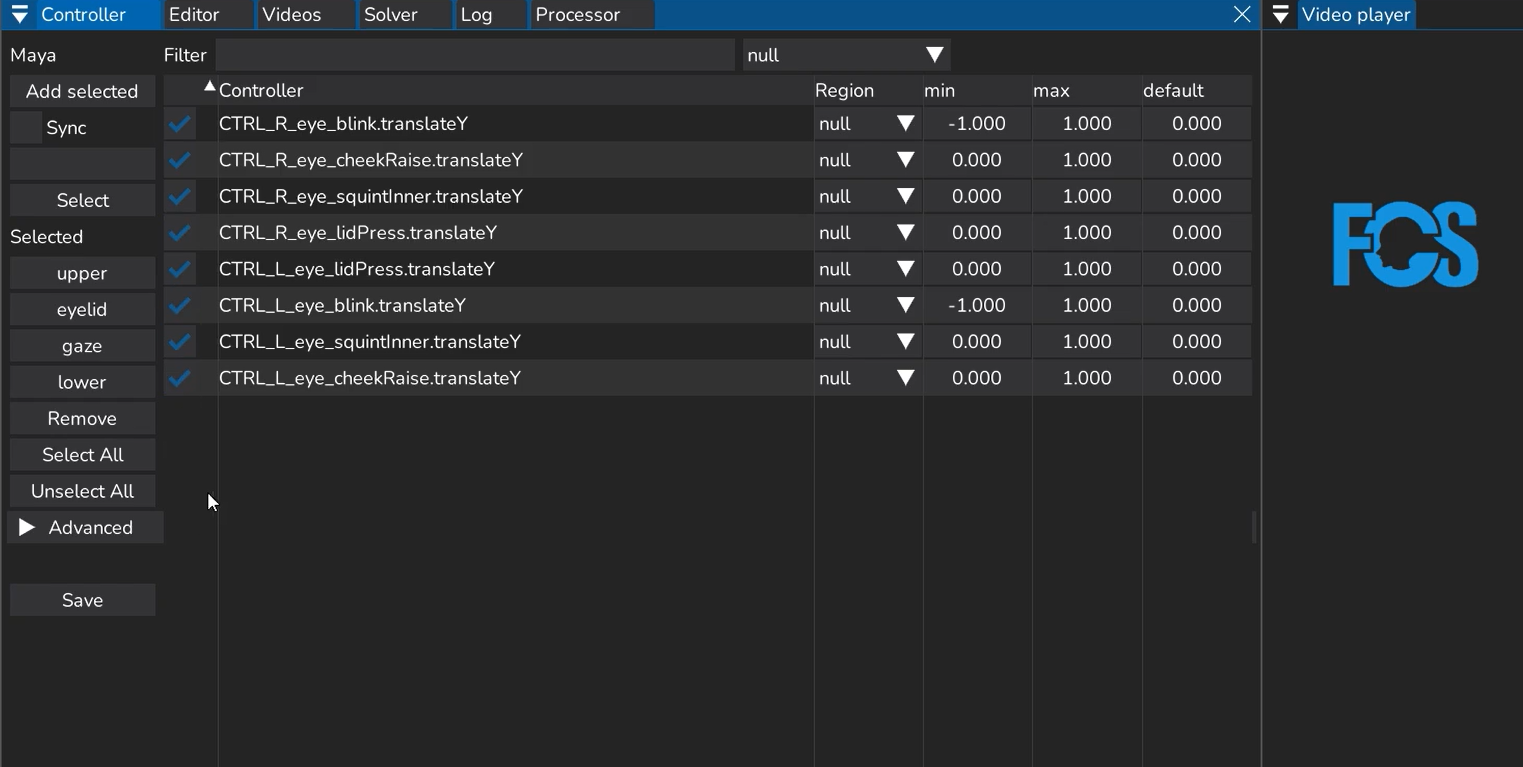 Controller Editor Videos Solver Log Processor Video player
Maya Filter null
Add selected Controller Region min max default
Sync CTRL_R_eye_blink.translateY null -1.000 1.000 0.000
CTRL_R_eye_cheekRaise.translateY null 0.000 1.000 0.000
Select CTRL_R_eye_squintInner.translateY null 0.000 1.000 0.000
Selected CTRL_R_eye_lidPress.translateY null 0.000 1.000 0.000
upper CTRL_L_eye_lidPress.translateY null 0.000 1.000 0.000
eyelid CTRL_L_eye_blink.translateY null -1.000 1.000 0.000
gaze CTRL_L_eye_squintInner.translateY null 0.000 1.000 0.000
lower CTRL_L_eye_cheekRaise.translateY null 0.000 1.000 0.000
Remove
Select All
Unselect All
Advanced
Save
FCS